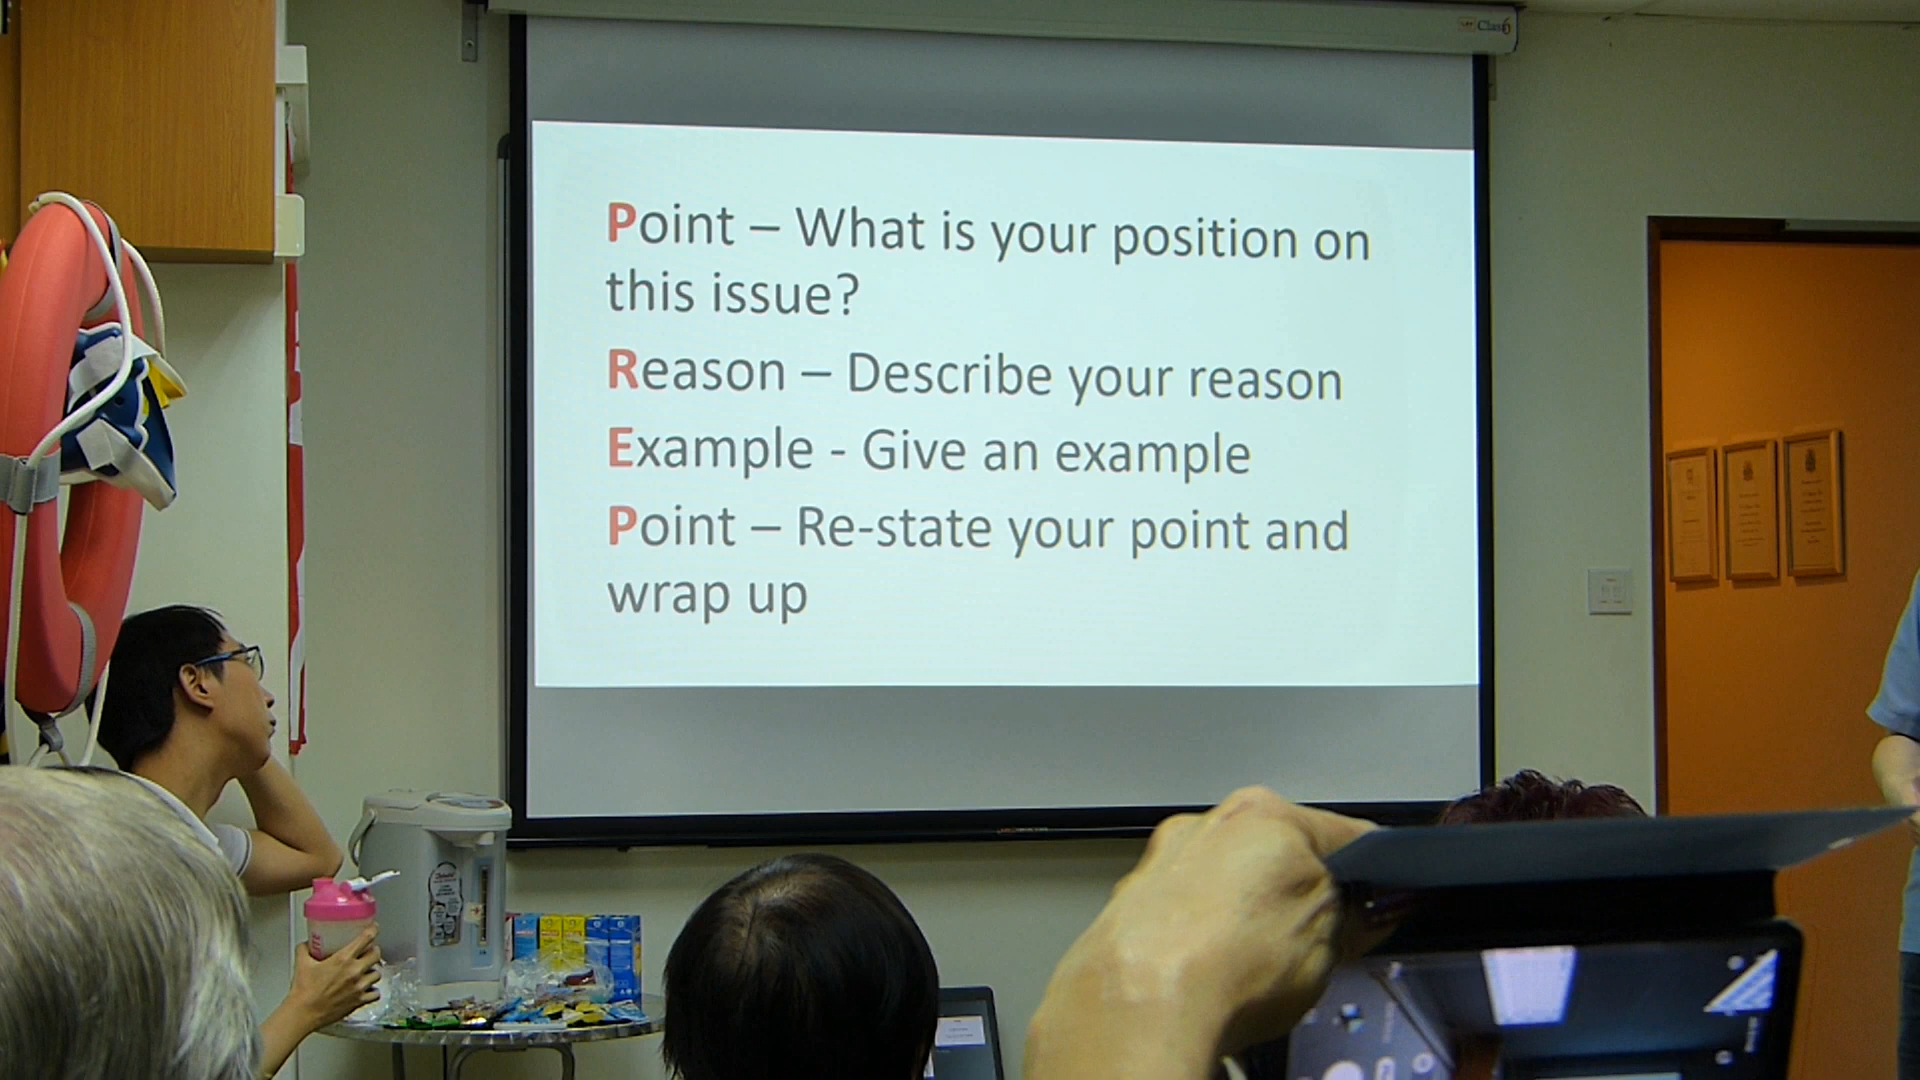 Point – What is your position on
this issue?
Reason – Describe your reason
Example - Give an example
Point – Re-state your point and
wrap up